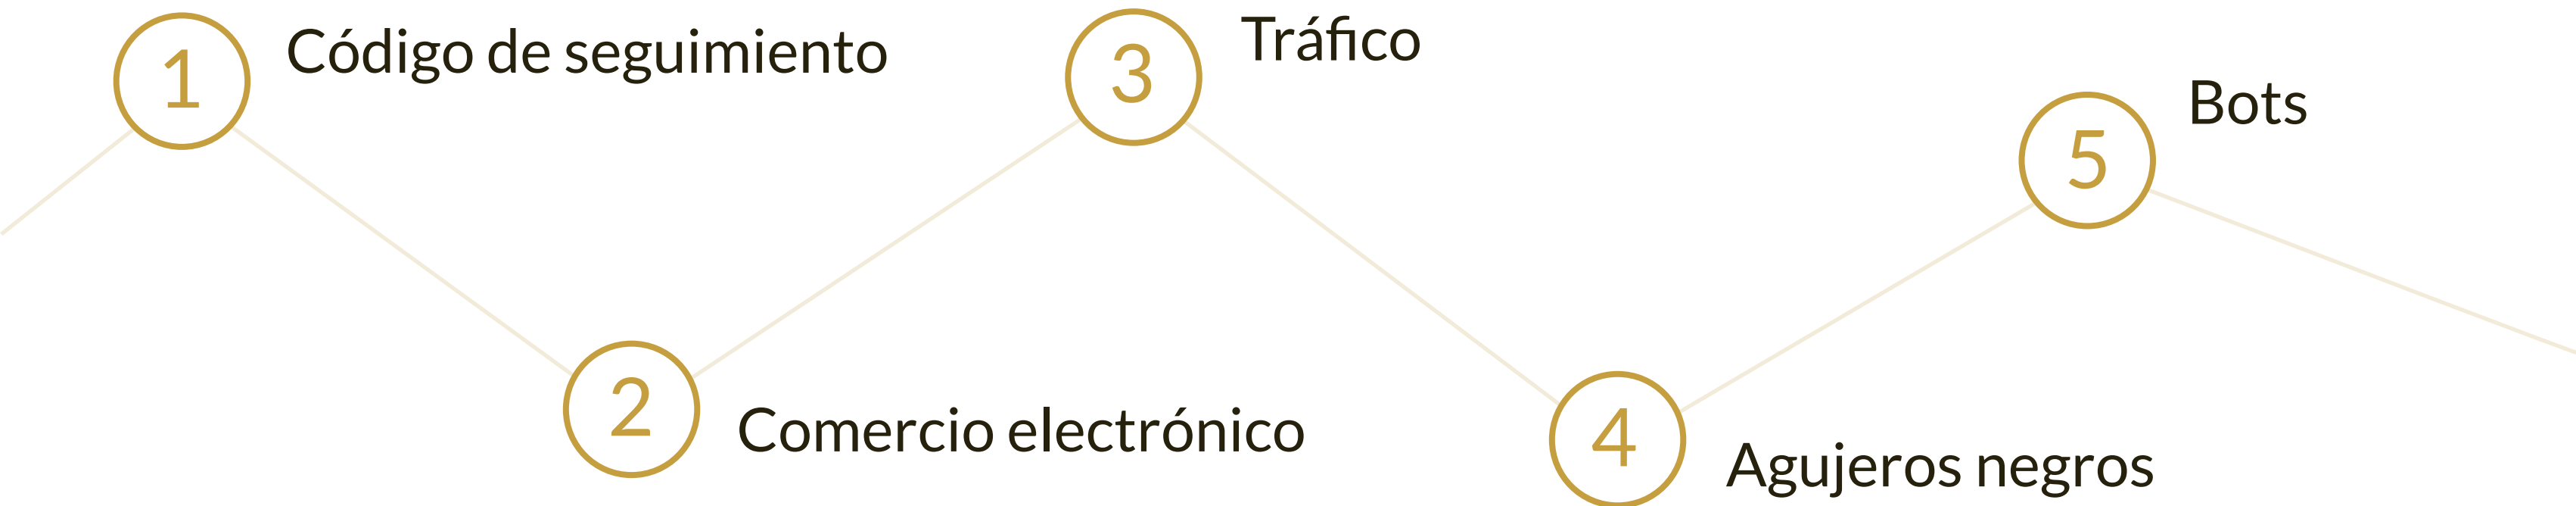 1
Código de seguimiento
2
Comercio electrónico
3
Tráfico
4
Agujeros negros
5
Bots